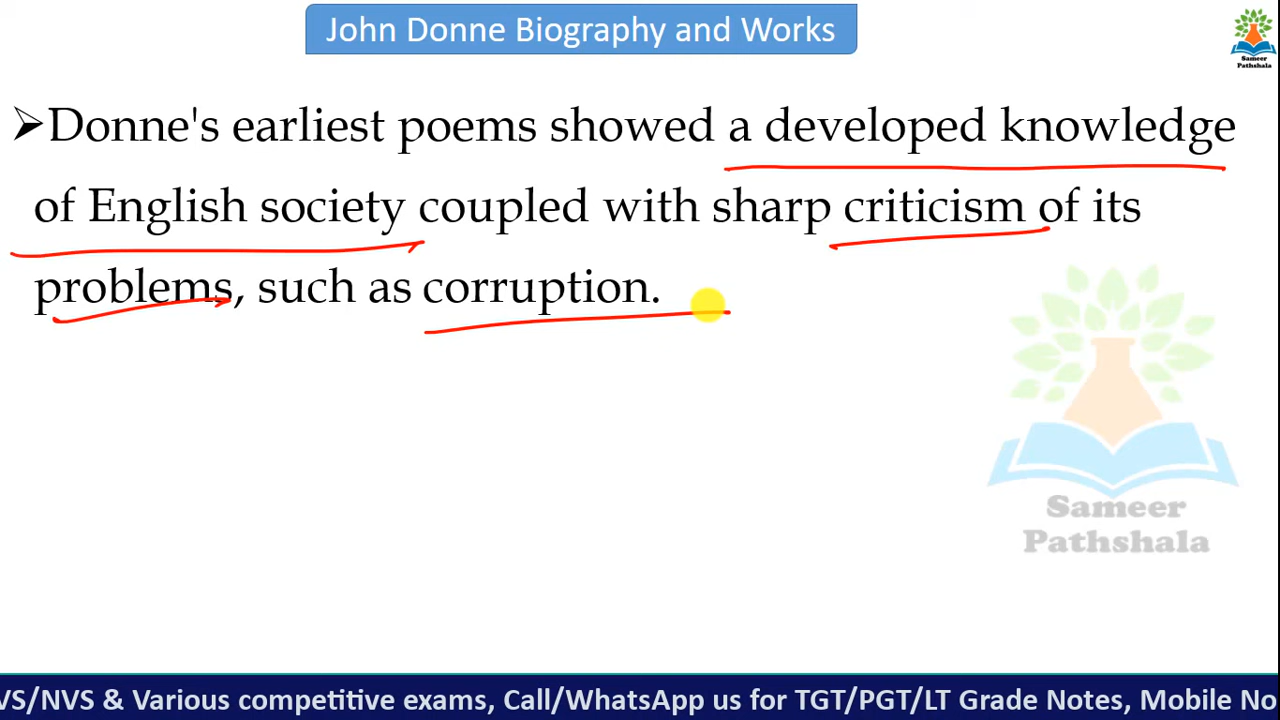 John Donne Biography and Works
Sameer
Pathshala
➢Donne's earliest poems showed a developed knowledge
of English society coupled with sharp criticism of its
problems, such as corruption.
Sameer
Pathshala
VS/NVS & Various competitive exams, Call/WhatsApp us for TGT/PGT/LT Grade Notes, Mobile No